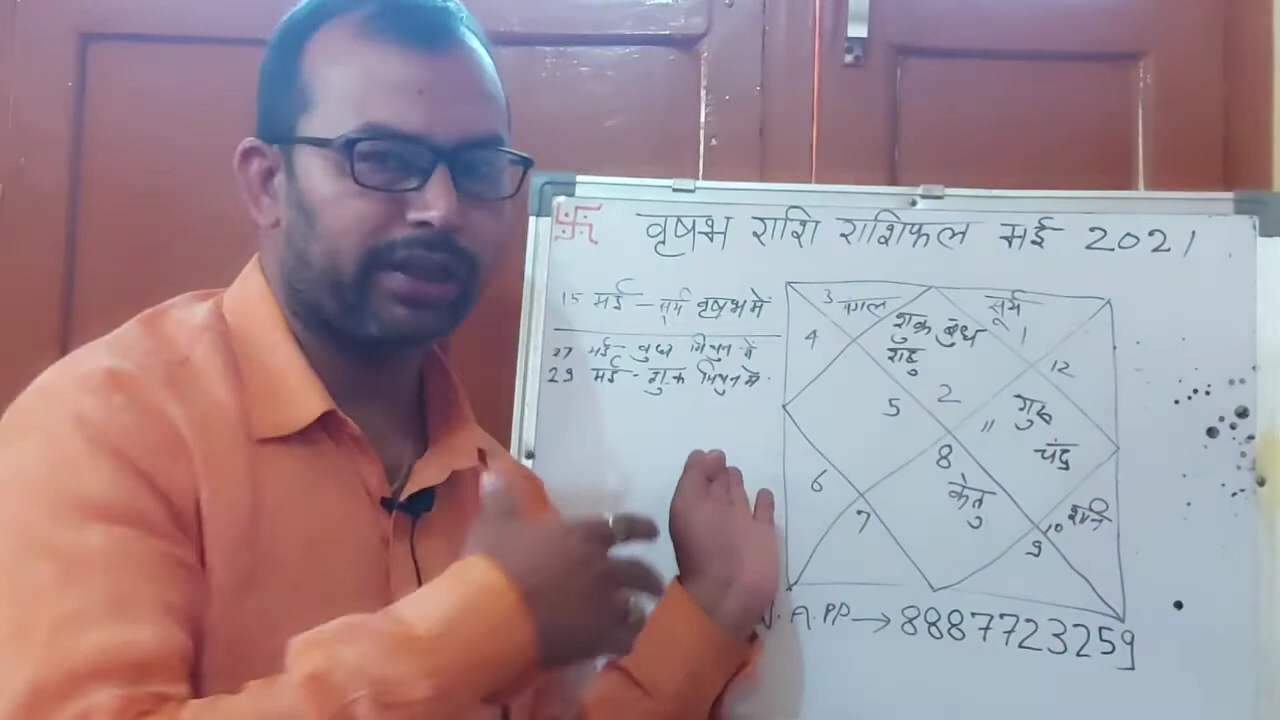 वृषभ राशि राशिफल मई 2021
15 मई - सूर्य वृषभ में
27 मई - बुध मिथुन में
29 मई - शुक्र मिथुन में
3 मंगल
सूर्य
4
शुक्र बुध
1
राहु
12
5
2
11 गुरु
चंद्र
8
केतु
6
7
10 शनि
9
W.A.PP → 8887723259